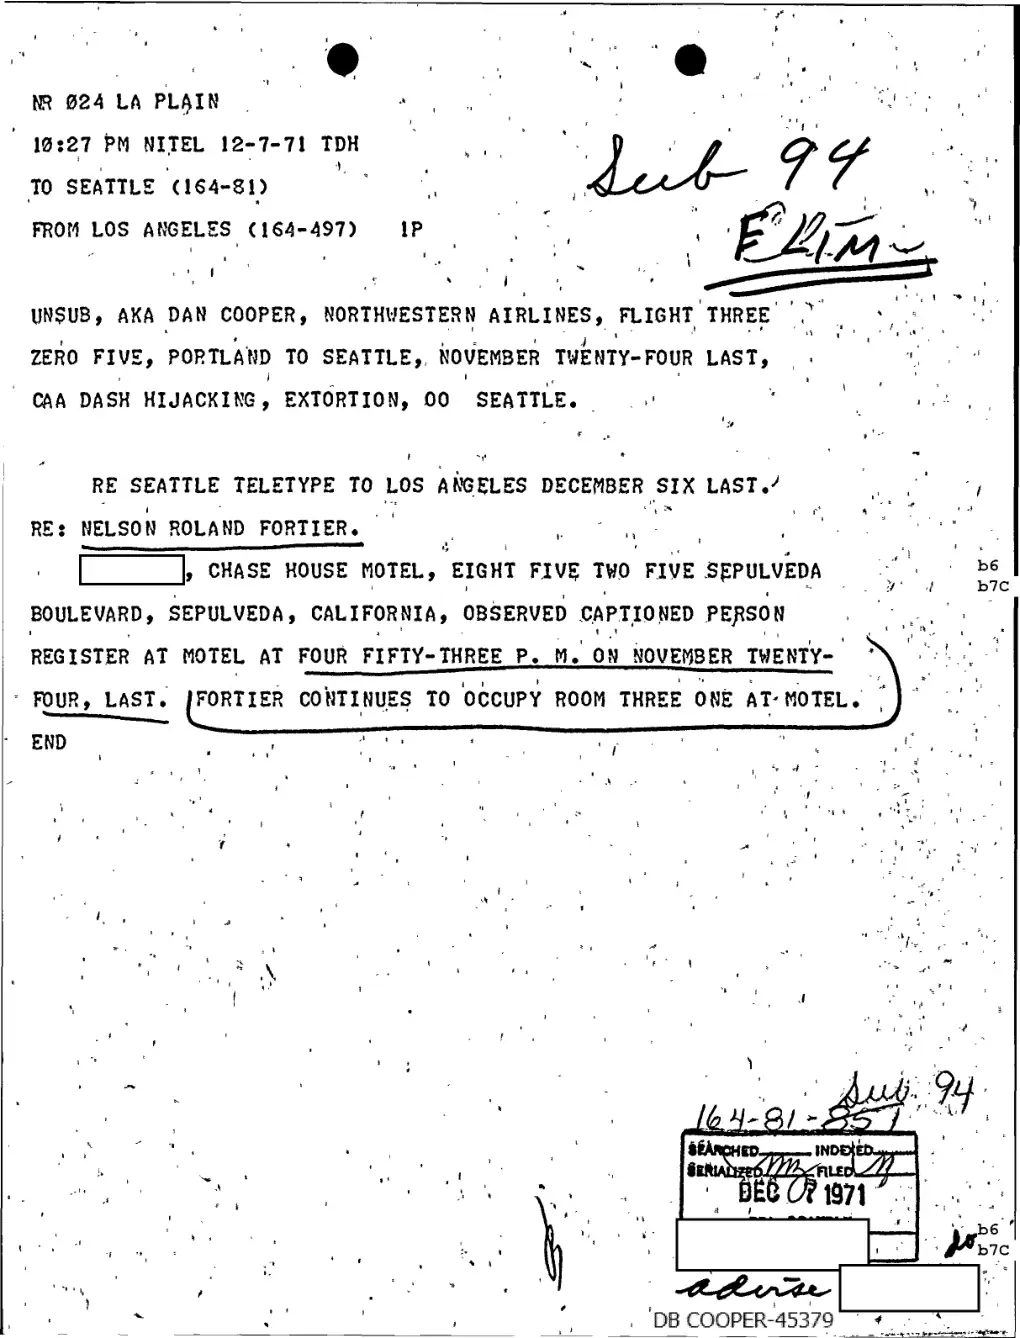 NR 024 LA PLAIN
10:27 PM NITEL 12-7-71 TDH
TO SEATTLE (164-81)
FROM LOS ANGELES (164-497) 1P
Sub 94
ELIM
UNSUB, AKA DAN COOPER, NORTHWESTERN AIRLINES, FLIGHT THREE
ZERO FIVE, PORTLAND TO SEATTLE, NOVEMBER TWENTY-FOUR LAST,
CAA DASH HIJACKING, EXTORTION, OO SEATTLE.
RE SEATTLE TELETYPE TO LOS ANGELES DECEMBER SIX LAST.
RE: NELSON ROLAND FORTIER.
, CHASE HOUSE MOTEL, EIGHT FIVE TWO FIVE SEPULVEDA
b6
b7C
BOULEVARD, SEPULVEDA, CALIFORNIA, OBSERVED CAPTIONED PERSON
REGISTER AT MOTEL AT FOUR FIFTY-THREE P. M. ON NOVEMBER TWENTY-
FOUR, LAST. FORTIER CONTINUES TO OCCUPY ROOM THREE ONE AT MOTEL.
END
Sub 94
164-81-851
SEARCHED INDEXED
SERIALIZED FILED
DEC 07 1971
b6
b7C
advise
DB COOPER-45379